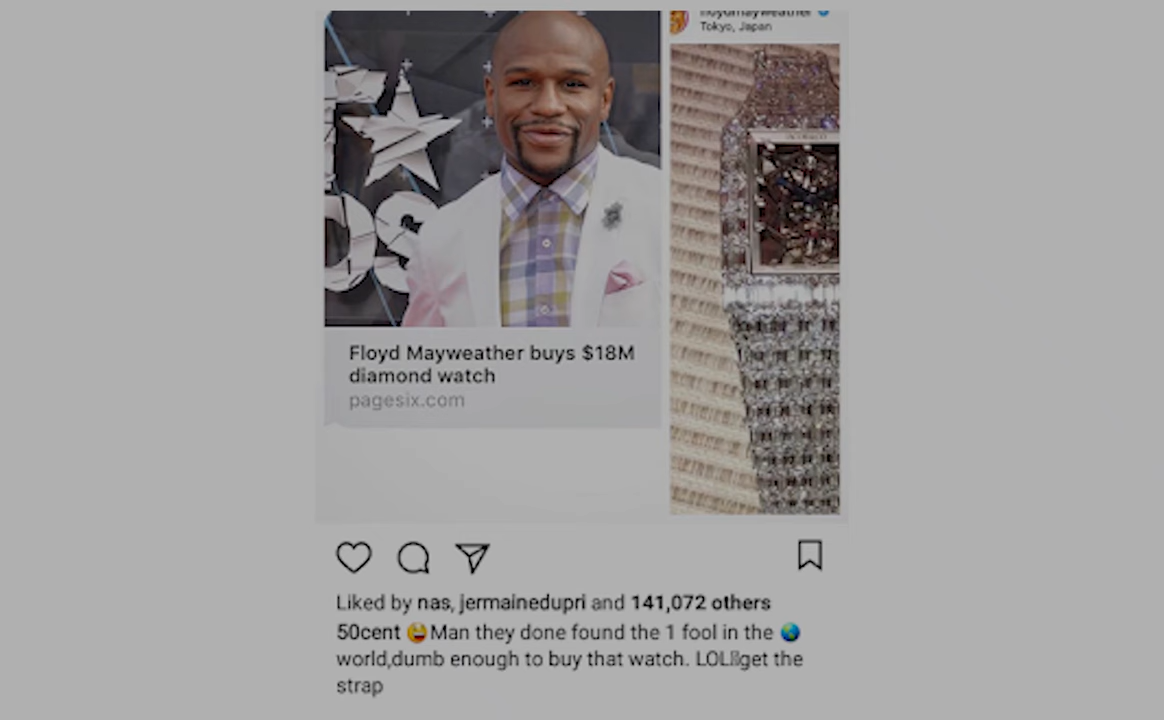 floydmayweather
Tokyo, Japan
Floyd Mayweather buys $18M
diamond watch
pagesix.com
Liked by nas, jermainedupri and 141,072 others
50cent 😄Man they done found the 1 fool in the 🌎
world,dumb enough to buy that watch. LOL get the
strap